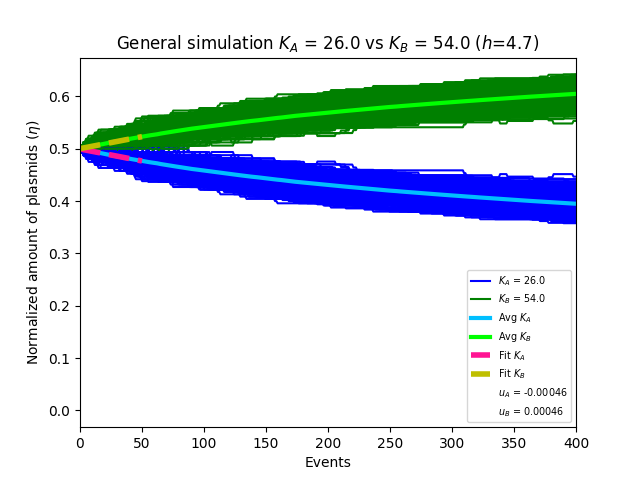 General simulation K_A = 26.0 vs K_B = 54.0 (h=4.7)
Normalized amount of plasmids (η)
0.6
0.5
0.4
0.3
0.2
0.1
0.0
K_A = 26.0
K_B = 54.0
Avg K_A
Avg K_B
Fit K_A
Fit K_B
u_A = -0.00046
u_B = 0.00046
0 50 100 150 200 250 300 350 400
Events